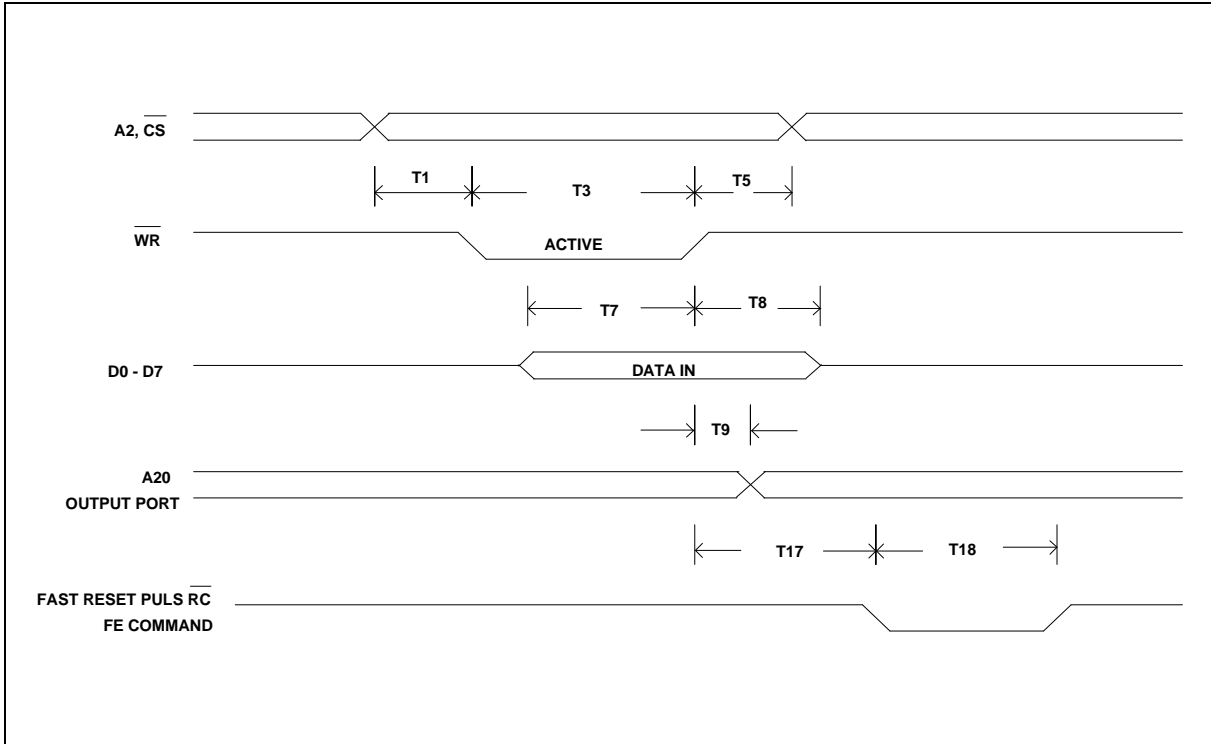 A2, CS
T1
T3
T5
WR
ACTIVE
T7
T8
D0 - D7
DATA IN
T9
A20
OUTPUT PORT
T17
T18
FAST RESET PULS RC
FE COMMAND